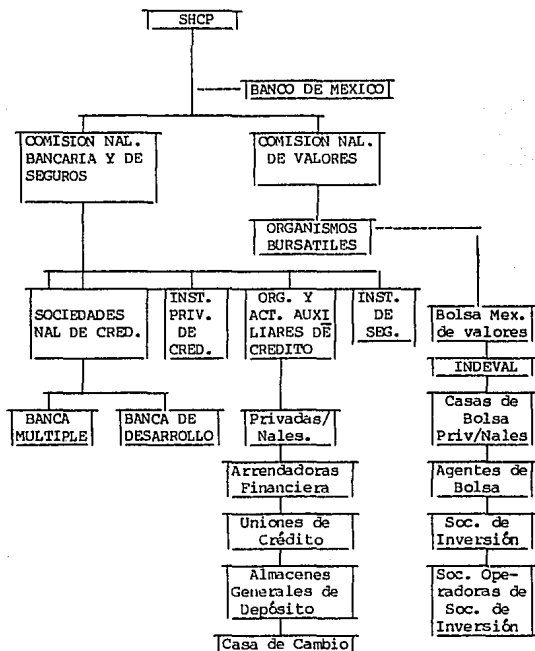 SHCP
BANCO DE MEXICO
COMISION NAL.
BANCARIA Y DE
SEGUROS
COMISION NAL.
DE VALORES
ORGANISMOS
BURSATILES
SOCIEDADES
NAL DE CRED.
INST.
PRIV.
DE
CRED.
ORG. Y
ACT. AUXI
LIARES DE
CREDITO
INST.
DE
SEG.
Bolsa Mex.
de valores
INDEVAL
BANCA
MULTIPLE
BANCA DE
DESARROLLO
Privadas/
Nales.
Casas de
Bolsa
Priv/Nales
Arrendadoras
Financiera
Agentes de
Bolsa
Uniones de
Crédito
Soc. de
Inversión
Almacenes
Generales de
Depósito
Soc. Ope-
radoras de
Soc. de
Inversión
Casa de Cambio